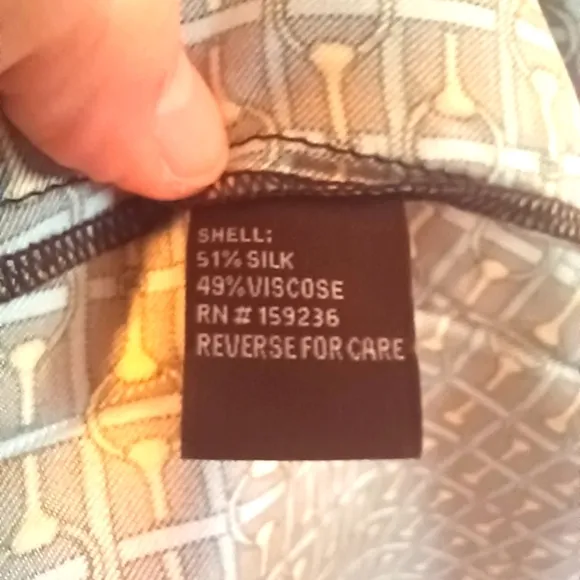 SHELL:
51% SILK
49% VISCOSE
RN # 159236
REVERSE FOR CARE